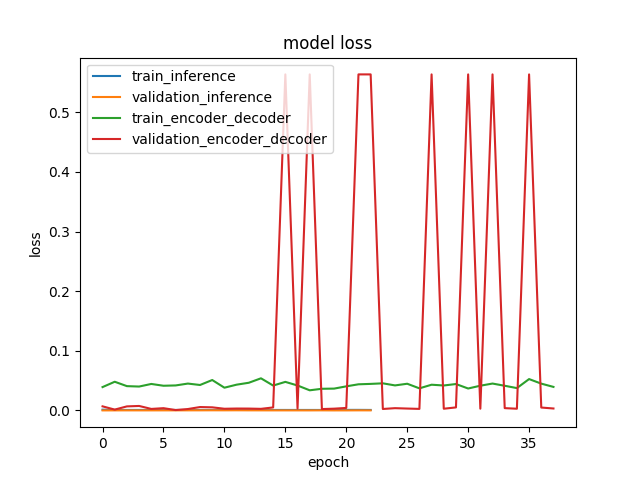 model loss
train_inference
validation_inference
train_encoder_decoder
validation_encoder_decoder
loss
0.5
0.4
0.3
0.2
0.1
0.0
0 5 10 15 20 25 30 35
epoch